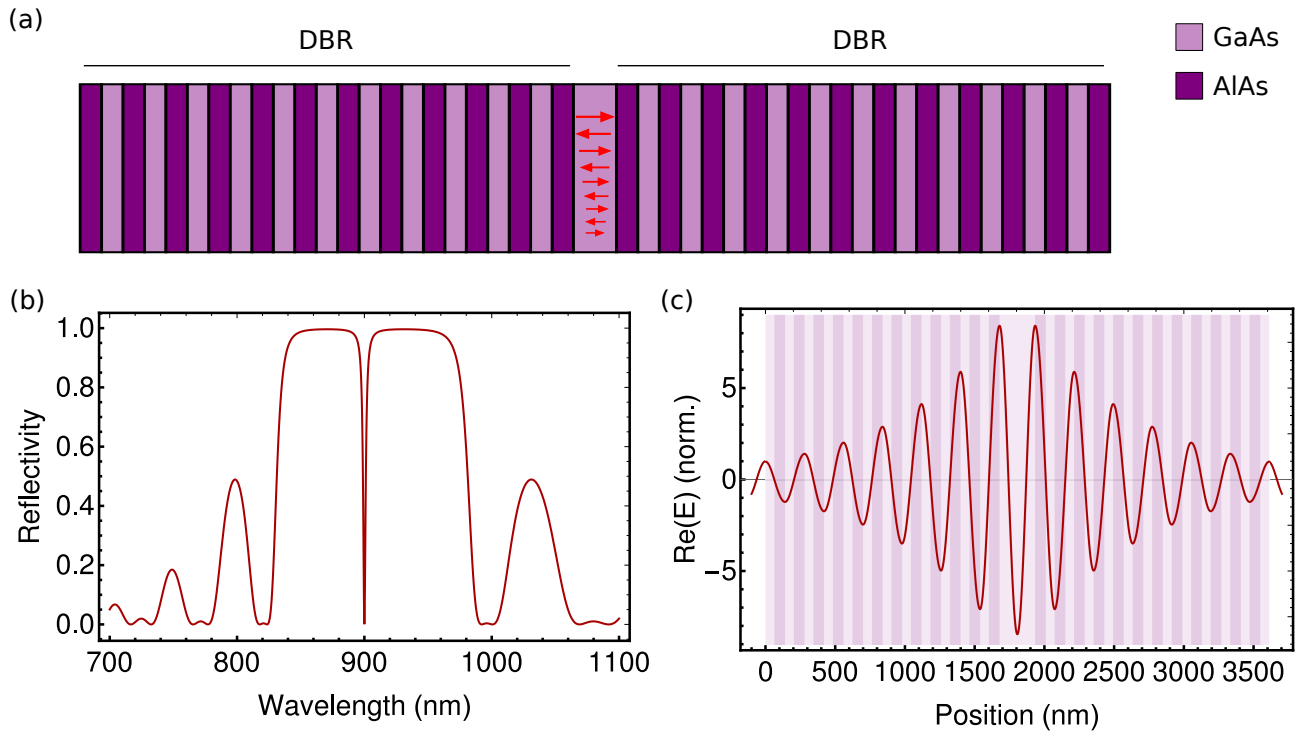 (a)
DBR
DBR
GaAs
AlAs
(b)
Reflectivity
1.0
0.8
0.6
0.4
0.2
0.0
700
800
900
1000
1100
Wavelength (nm)
(c)
Re(E) (norm.)
5
0
−5
0
500
1000
1500
2000
2500
3000
3500
Position (nm)